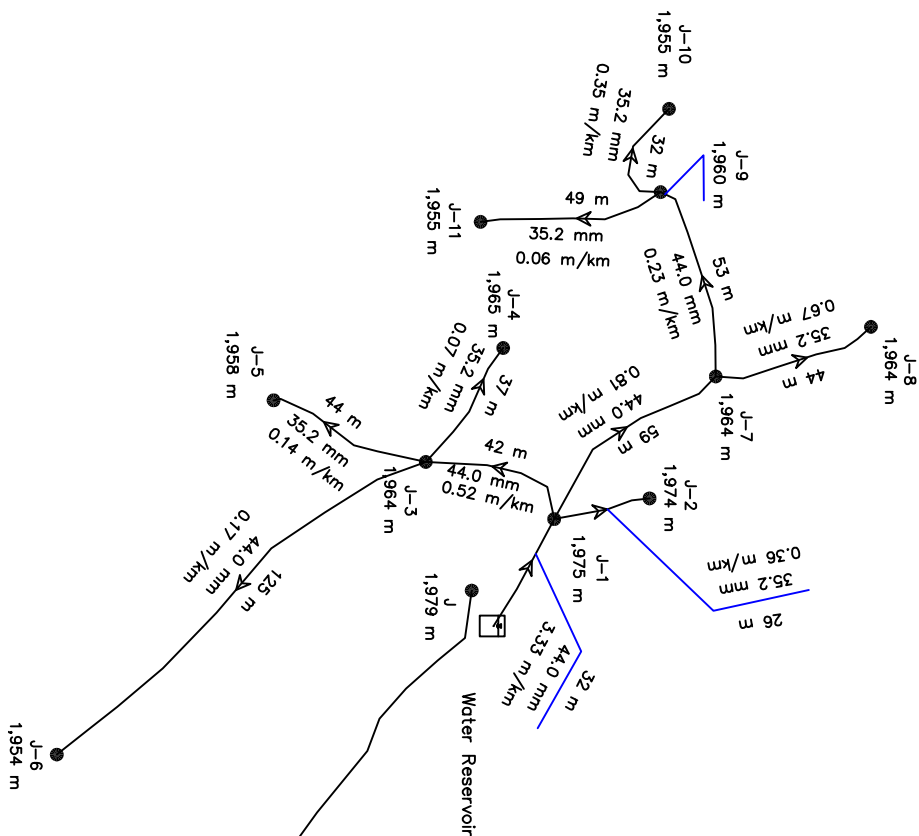 J-10
1,955 m
32 m
35.2 mm
0.35 m/km
J-9
1,960 m
49 m
35.2 mm
0.06 m/km
J-11
1,955 m
53 m
44.0 mm
0.23 m/km
J-8
1,964 m
44 m
35.2 mm
0.67 m/km
J-7
1,964 m
59 m
44.0 mm
0.81 m/km
J-4
1,965 m
37 m
35.2 mm
0.07 m/km
J-5
1,958 m
44 m
35.2 mm
0.14 m/km
42 m
44.0 mm
0.52 m/km
J-3
1,964 m
J-2
1,974 m
J-1
1,975 m
26 m
35.2 mm
0.36 m/km
125 m
44.0 mm
0.17 m/km
J
1,979 m
32 m
44.0 mm
3.33 m/km
Water Reservoir
J-6
1,954 m